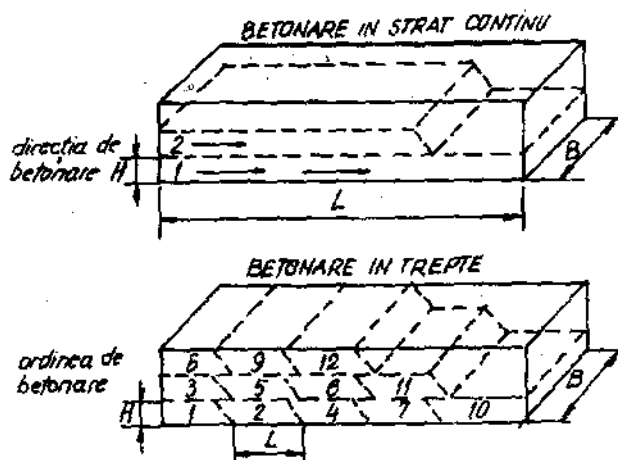 BETONARE IN STRAT CONTINU
directia de
betonare H
2
1
B
L
BETONARE IN TREPTE
ordinea de
betonare
6 9 12
3 5 8 11
H 1 2 4 7 10
B
L